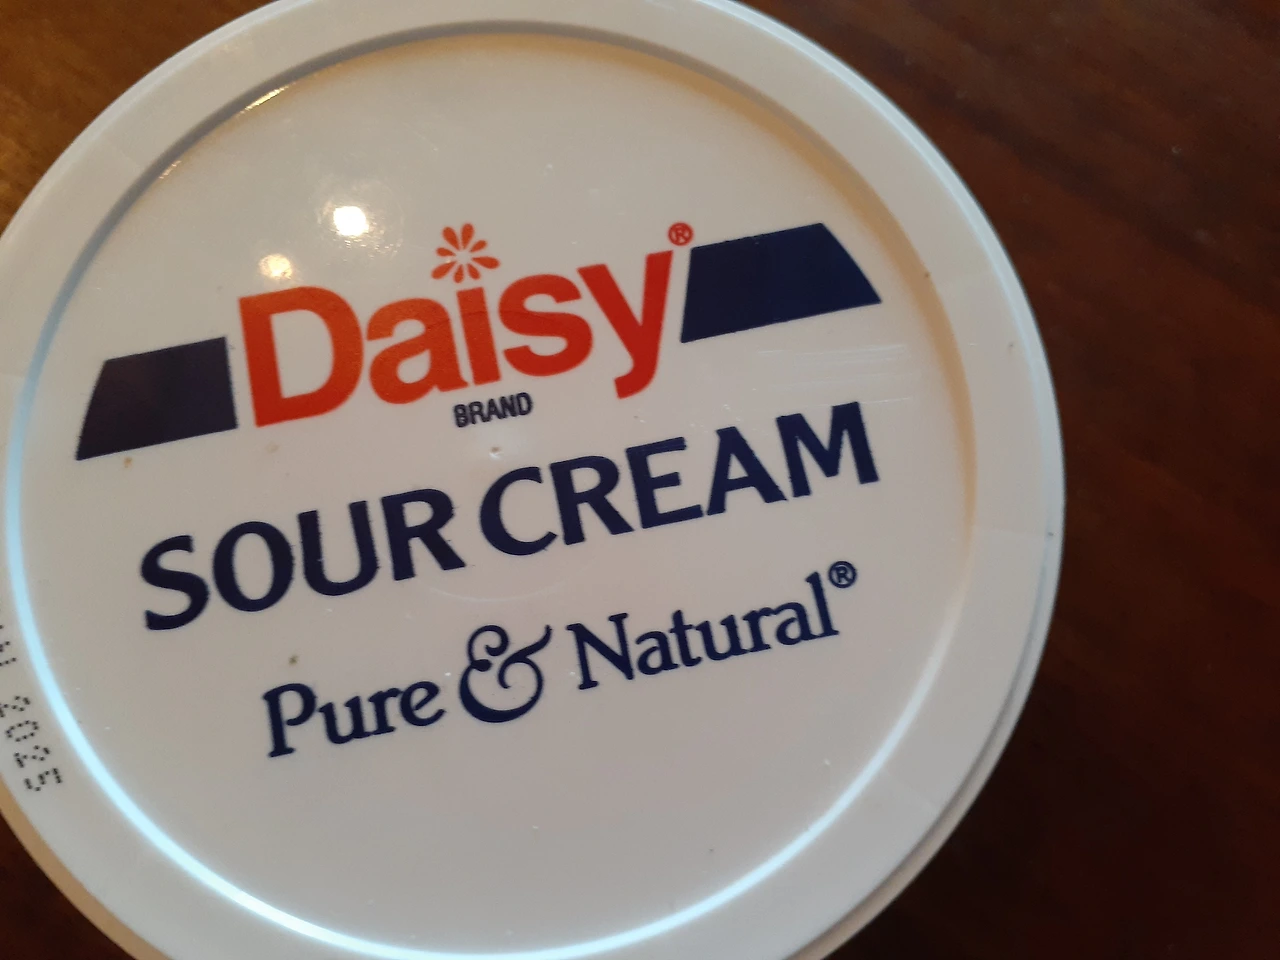 Daisy®
BRAND
SOUR CREAM
Pure & Natural®
2025